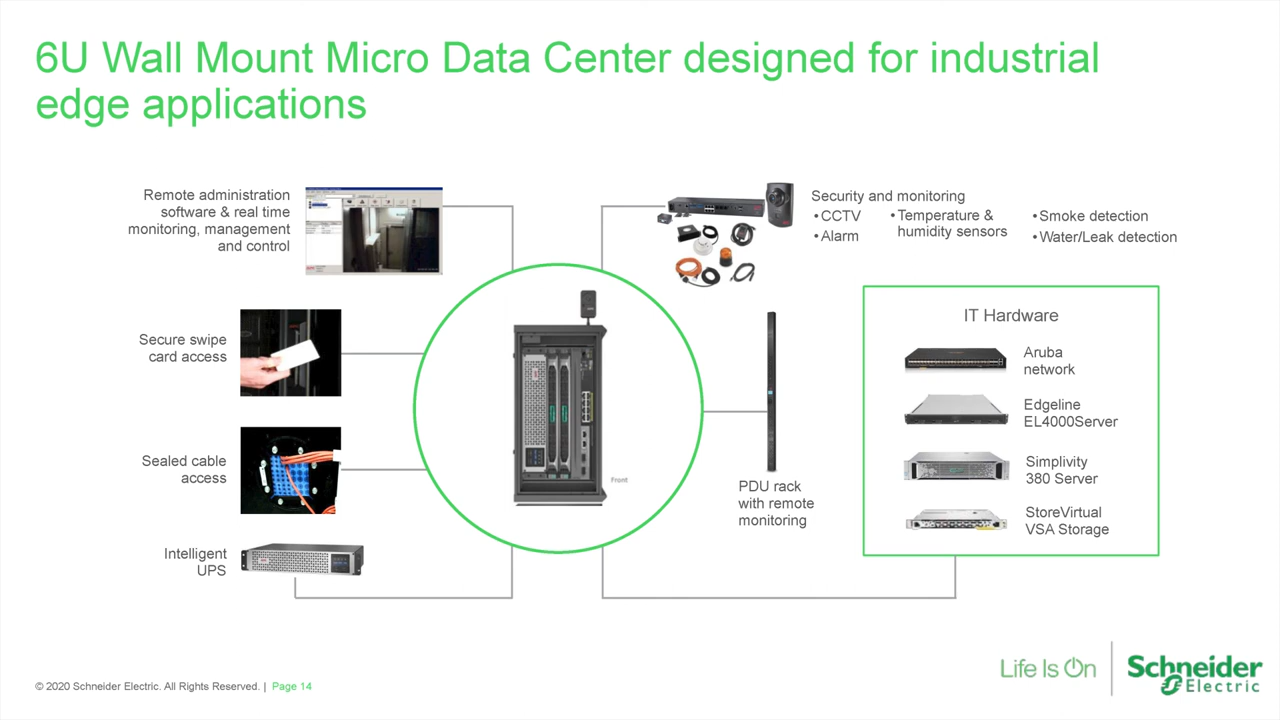 6U Wall Mount Micro Data Center designed for industrial
edge applications
Remote administration
software & real time
monitoring, management
and control
Security and monitoring
• CCTV
• Alarm
• Temperature &
humidity sensors
• Smoke detection
• Water/Leak detection
Secure swipe
card access
Sealed cable
access
Intelligent
UPS
Front
PDU rack
with remote
monitoring
IT Hardware
Aruba
network
Edgeline
EL4000Server
Simplivity
380 Server
StoreVirtual
VSA Storage
© 2020 Schneider Electric. All Rights Reserved. | Page 14
Life Is On
Schneider
Electric